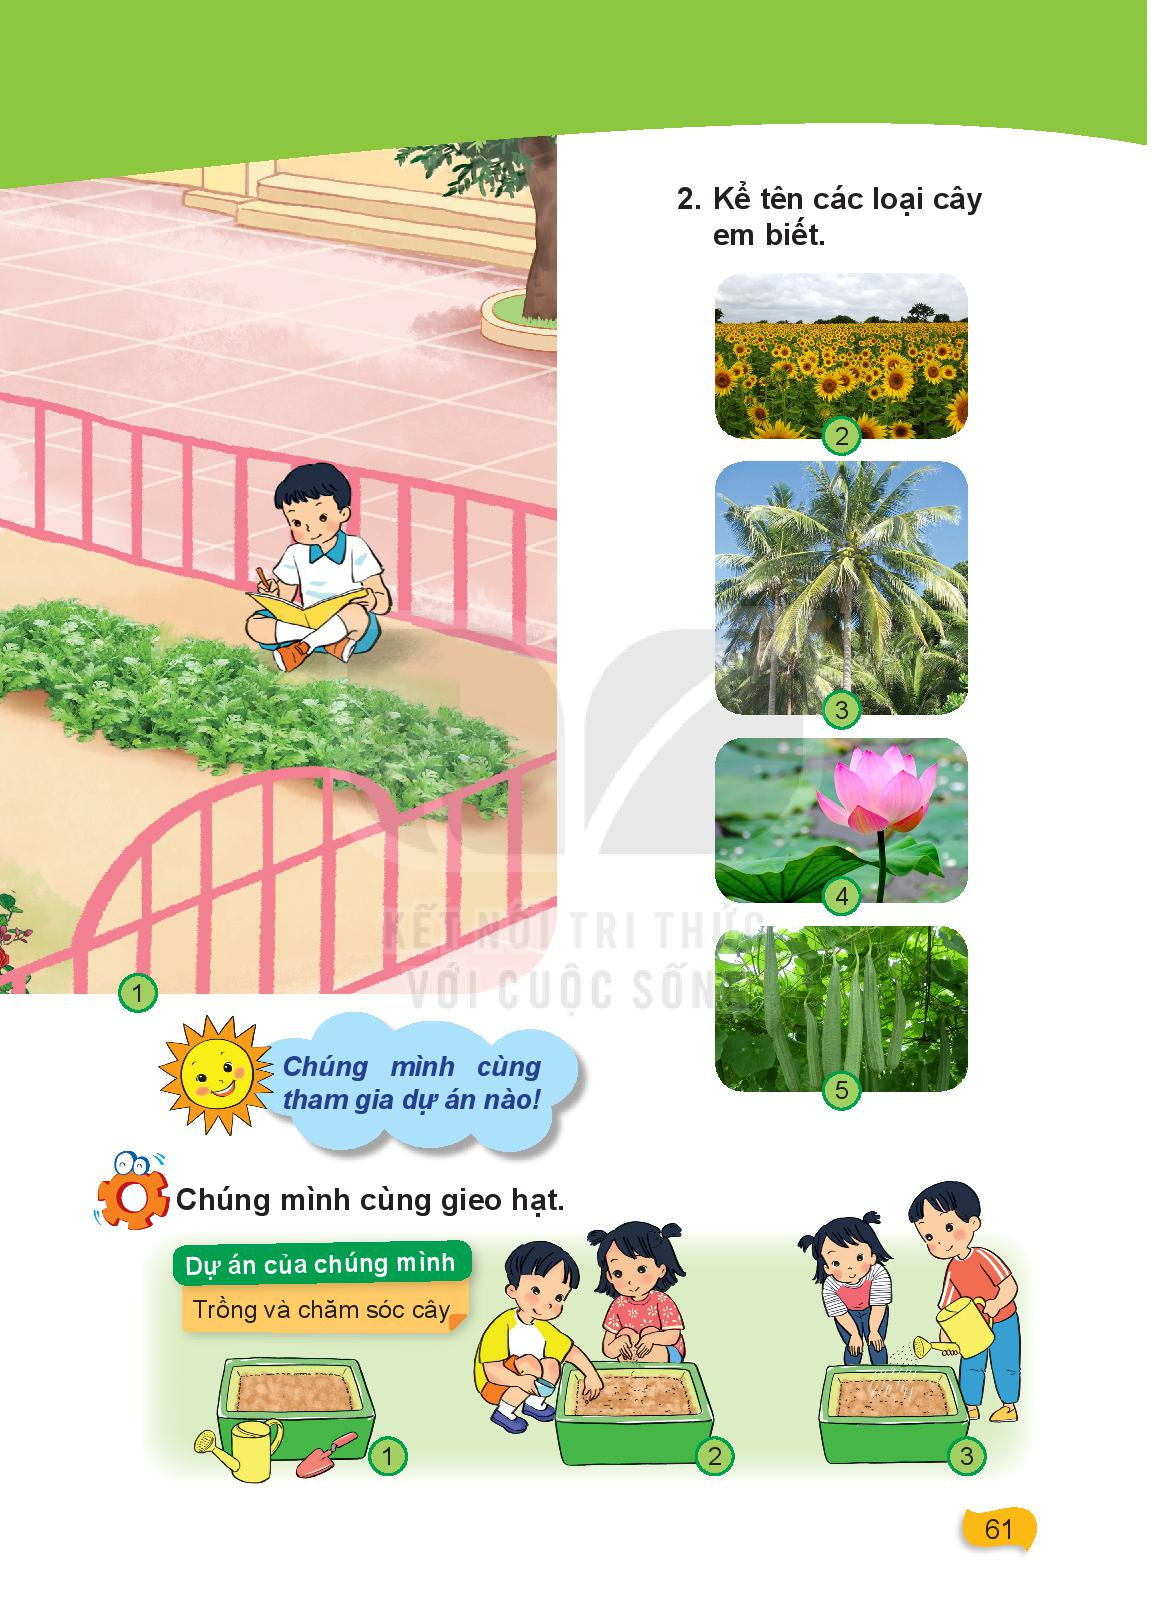 2. Kể tên các loại cây
em biết.
2
3
4
5
KẾT NỐI TRI THỨC
VỚI CUỘC SỐNG
1
Chúng mình cùng
tham gia dự án nào!
Chúng mình cùng gieo hạt.
Dự án của chúng mình
Trồng và chăm sóc cây
1
2
3
61